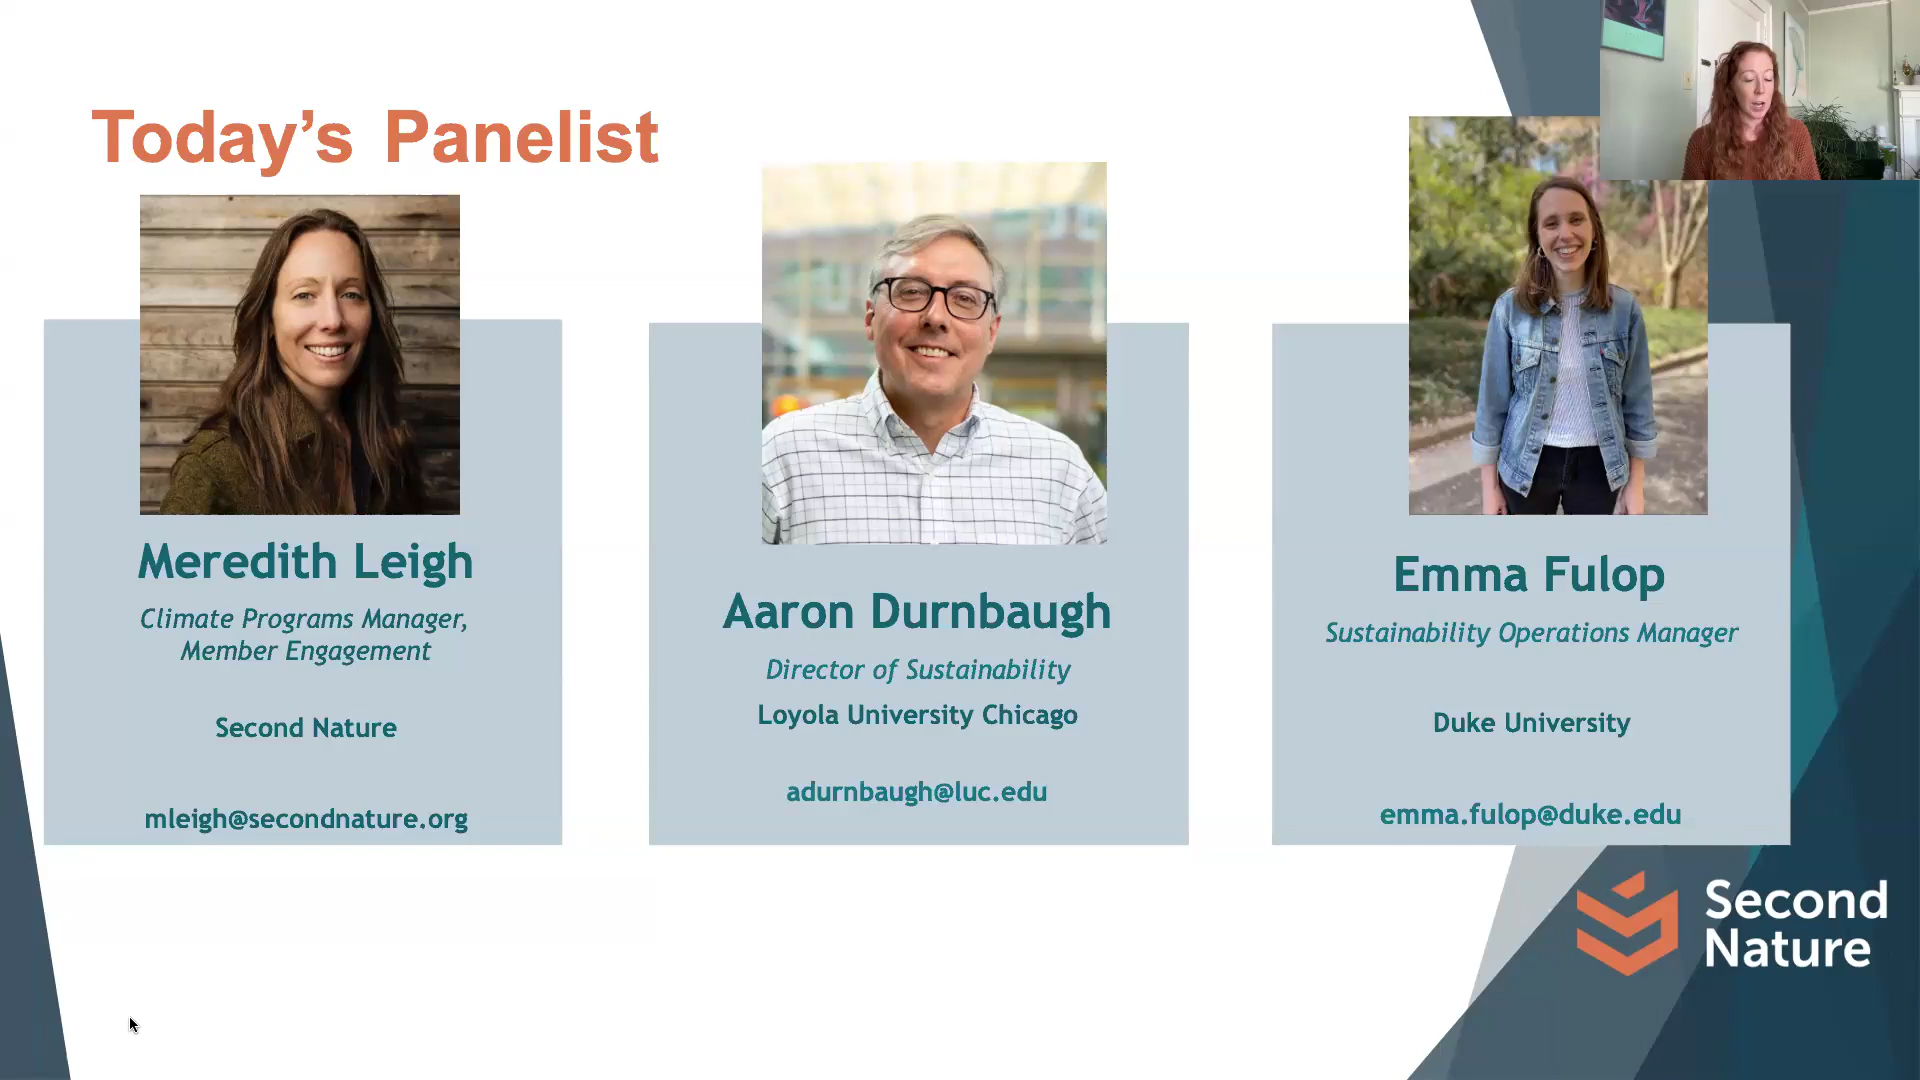 Today’s Panelist
Meredith Leigh
Climate Programs Manager,
Member Engagement
Second Nature
mleigh@secondnature.org
Aaron Durnbaugh
Director of Sustainability
Loyola University Chicago
adurnbaugh@luc.edu
Emma Fulop
Sustainability Operations Manager
Duke University
emma.fulop@duke.edu
Second
Nature